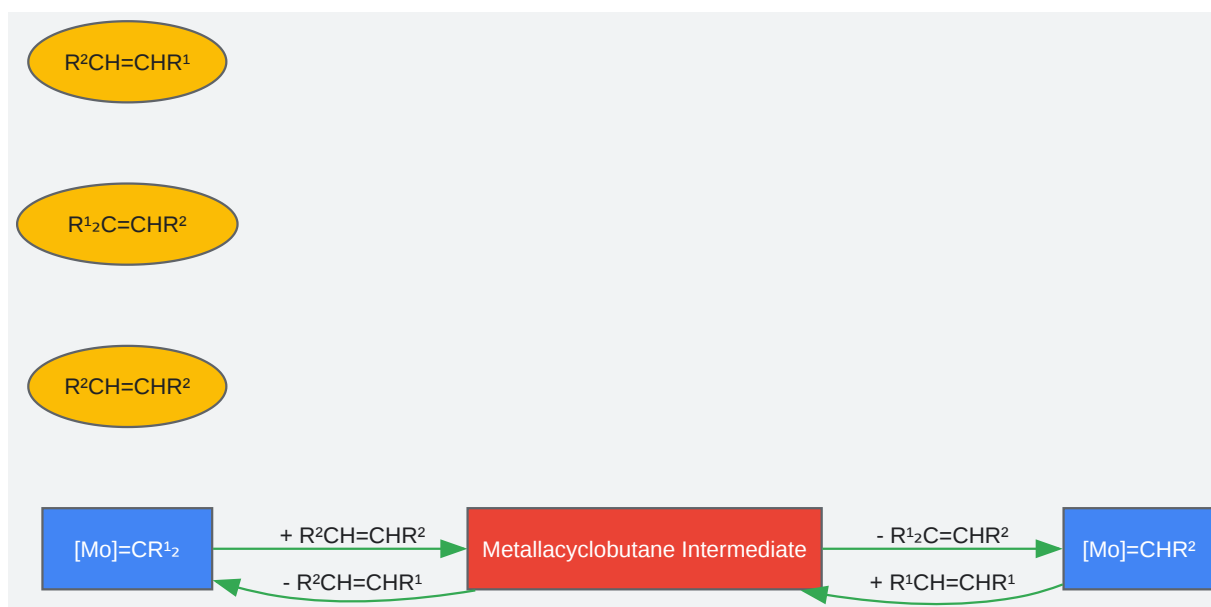 R²CH=CHR¹
R¹₂C=CHR²
R²CH=CHR²
[Mo]=CR¹₂
+ R²CH=CHR²
- R²CH=CHR¹
Metallacyclobutane Intermediate
- R¹₂C=CHR²
+ R¹CH=CHR¹
[Mo]=CHR²